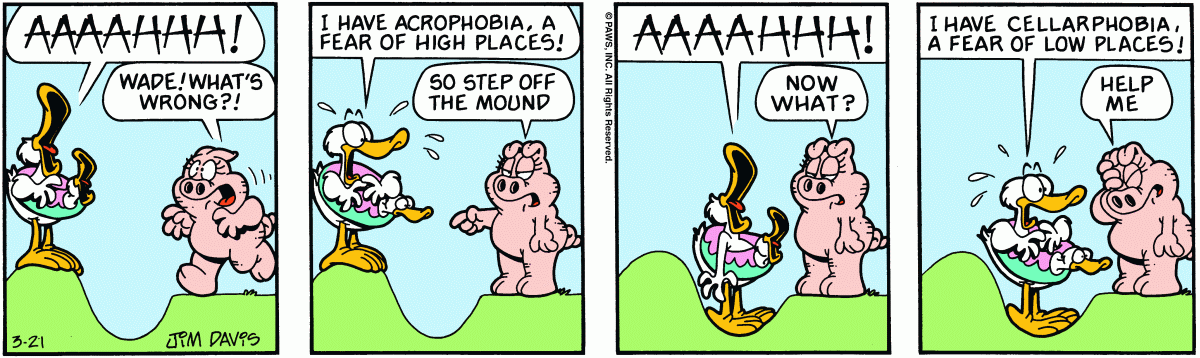 AAAAHHH!
WADE! WHAT'S
WRONG?!
3-21
JIM DAVIS
I HAVE ACROPHOBIA, A
FEAR OF HIGH PLACES!
SO STEP OFF
THE MOUND
© PAWS, INC. All Rights Reserved.
AAAAHHH!
NOW
WHAT?
I HAVE CELLARPHOBIA,
A FEAR OF LOW PLACES!
HELP
ME